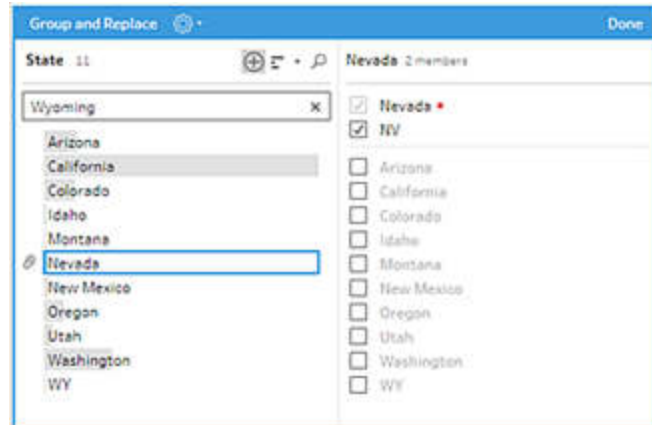 Group and Replace
Done
State 11
Wyoming
Arizona
California
Colorado
Idaho
Montana
Nevada
New Mexico
Oregon
Utah
Washington
WY
Nevada 2 members
Nevada
NV
Arizona
California
Colorado
Idaho
Montana
New Mexico
Oregon
Utah
Washington
WY